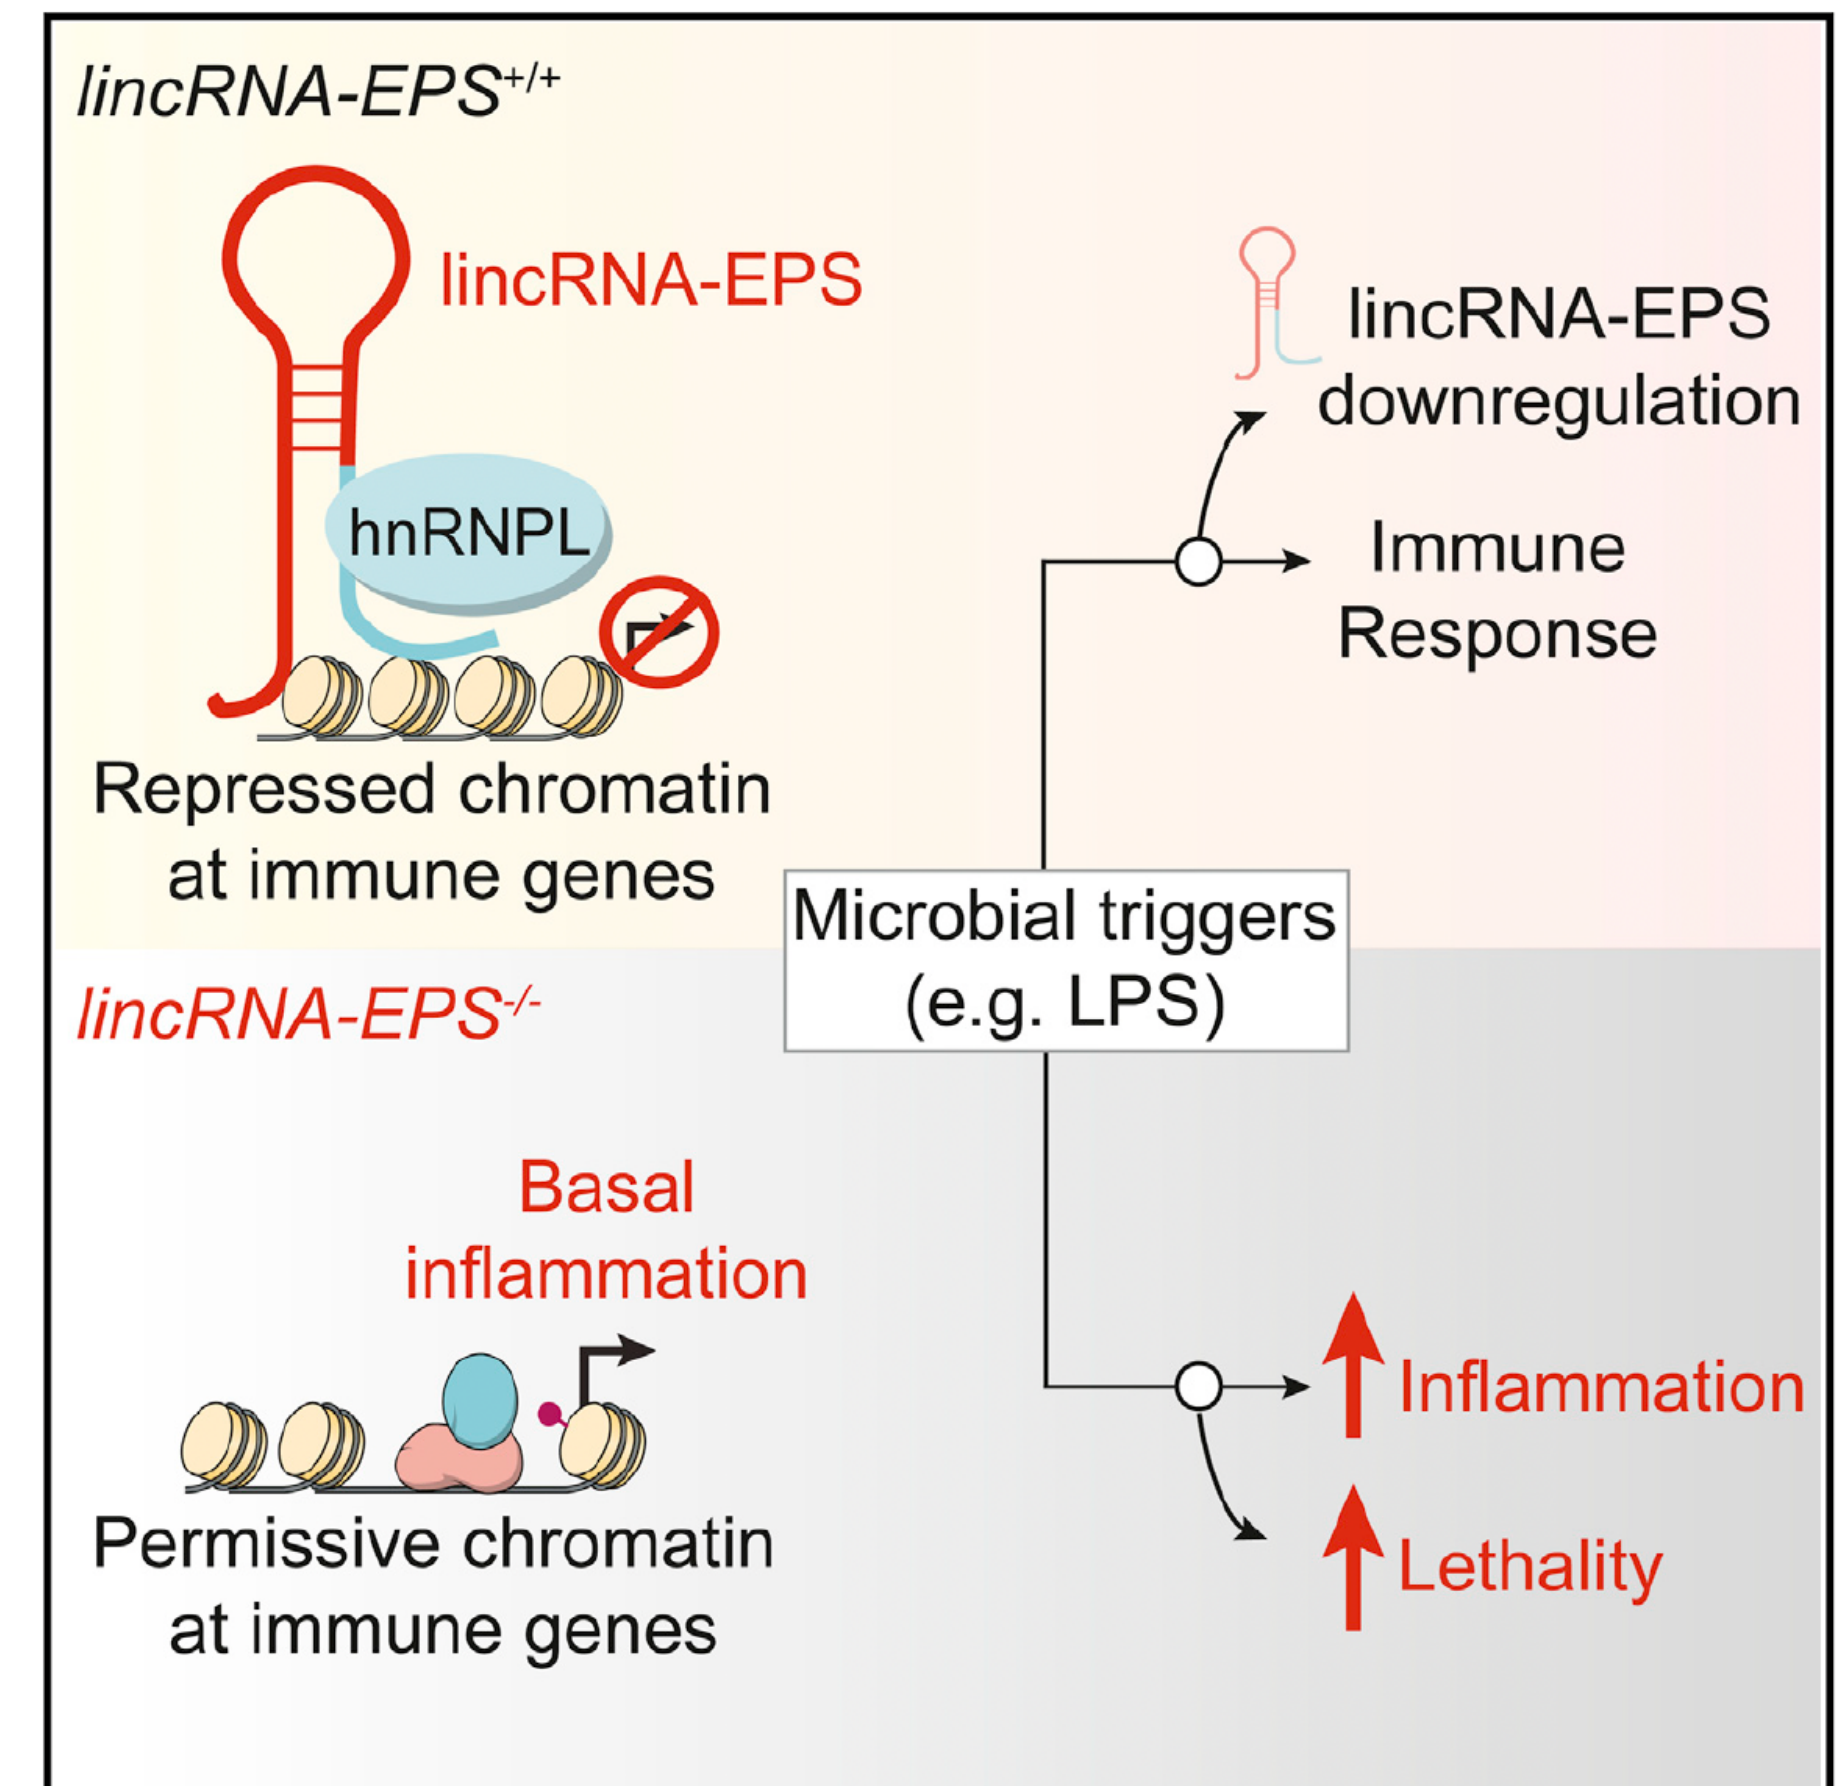 lincRNA-EPS+/+
lincRNA-EPS
hnRNPL
Repressed chromatin
at immune genes
lincRNA-EPS
downregulation
Immune
Response
Microbial triggers
(e.g. LPS)
lincRNA-EPS-/-
Basal
inflammation
Permissive chromatin
at immune genes
Inflammation
Lethality